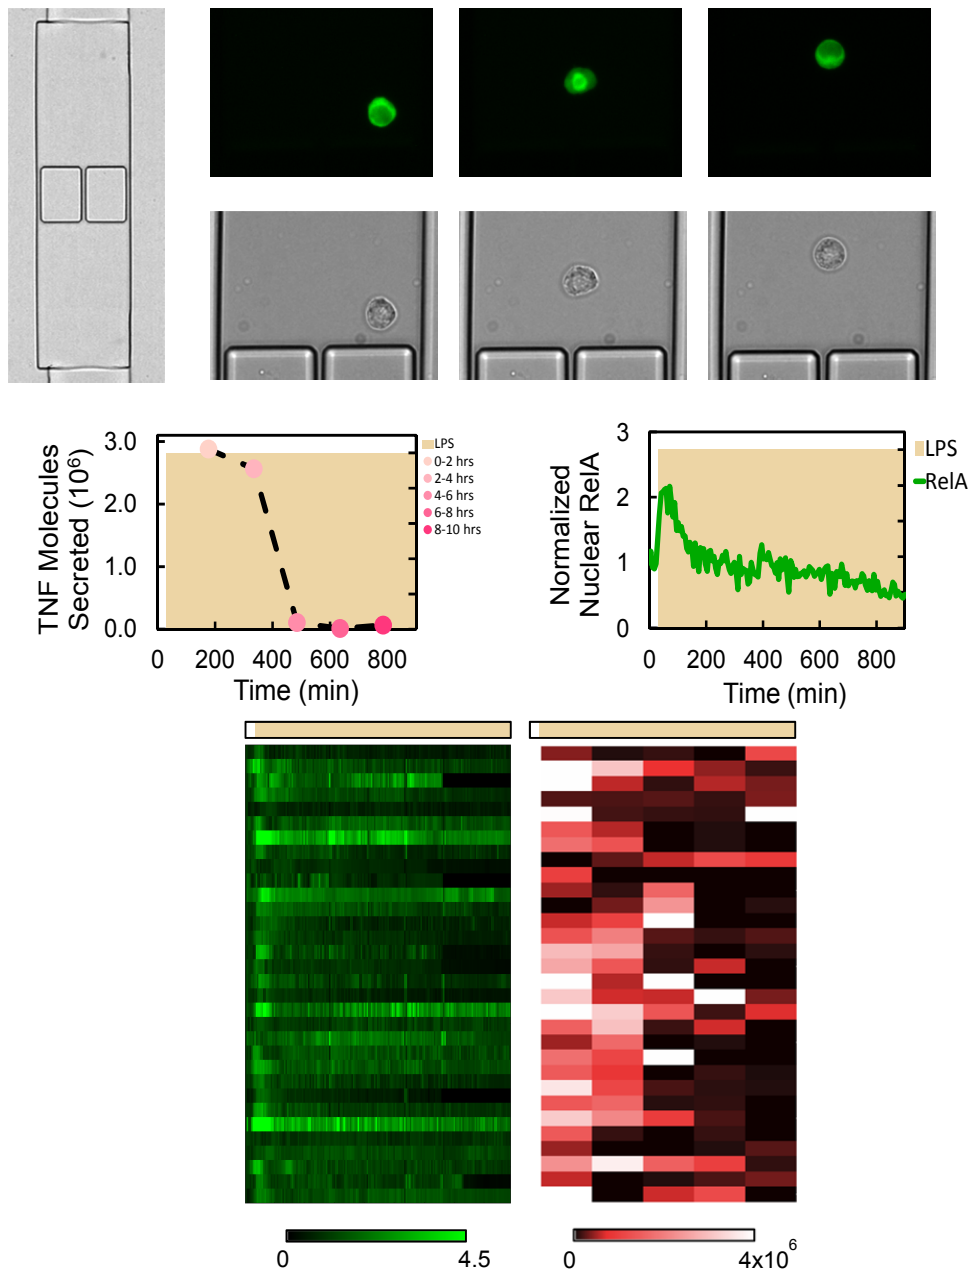 TNF Molecules
Secreted (10⁶)
3.0
2.0
1.0
0.0
0 200 400 600 800
Time (min)
LPS
0-2 hrs
2-4 hrs
4-6 hrs
6-8 hrs
8-10 hrs
Normalized
Nuclear RelA
3
2
1
0
0 200 400 600 800
Time (min)
LPS
RelA
0 4.5
0 4x10⁶